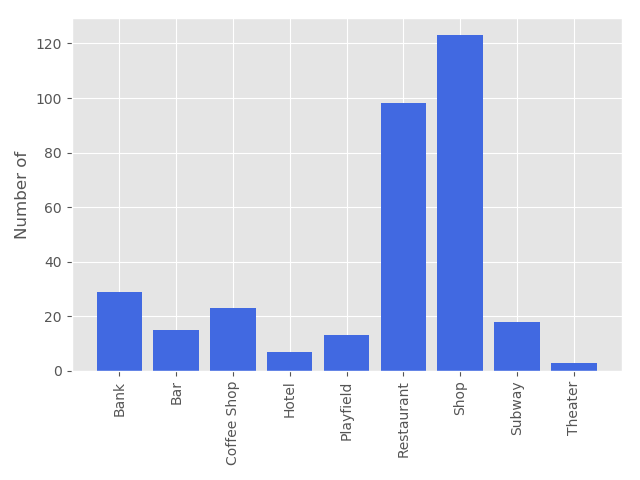 120
100
80
60
40
20
0
Number of
Bank
Bar
Coffee Shop
Hotel
Playfield
Restaurant
Shop
Subway
Theater